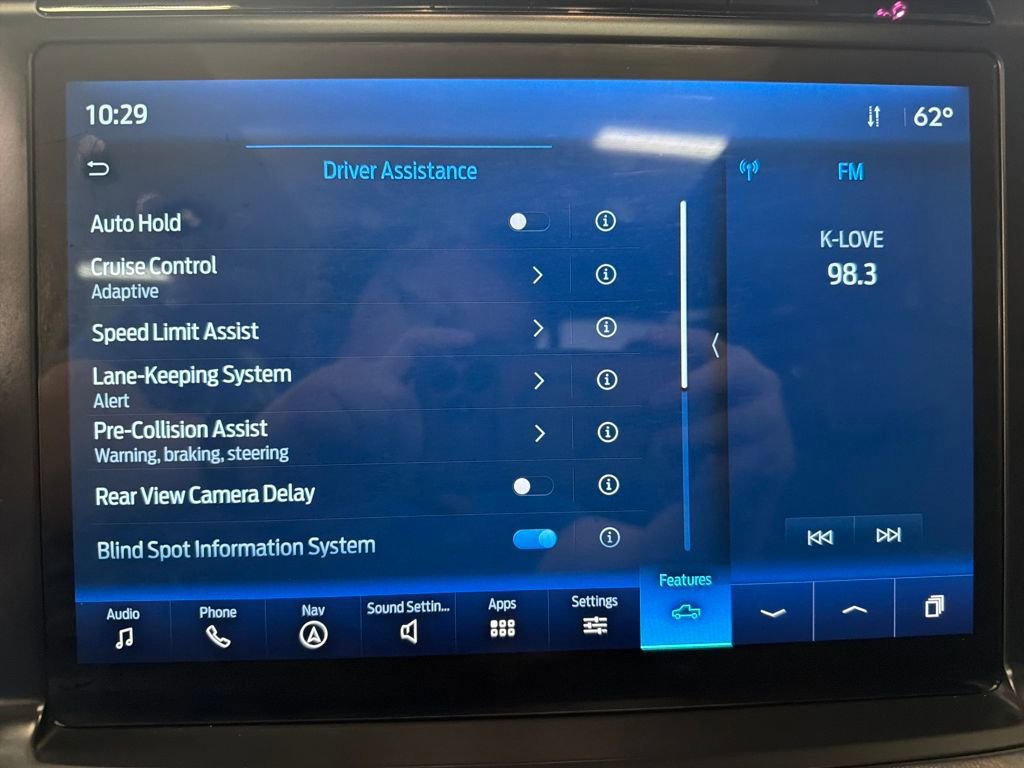 10:29
62°
Driver Assistance
FM
Auto Hold
K-LOVE
98.3
Cruise Control
Adaptive
Speed Limit Assist
Lane-Keeping System
Alert
Pre-Collision Assist
Warning, braking, steering
Rear View Camera Delay
Blind Spot Information System
Audio
Phone
Nav
Sound Settin...
Apps
Settings
Features